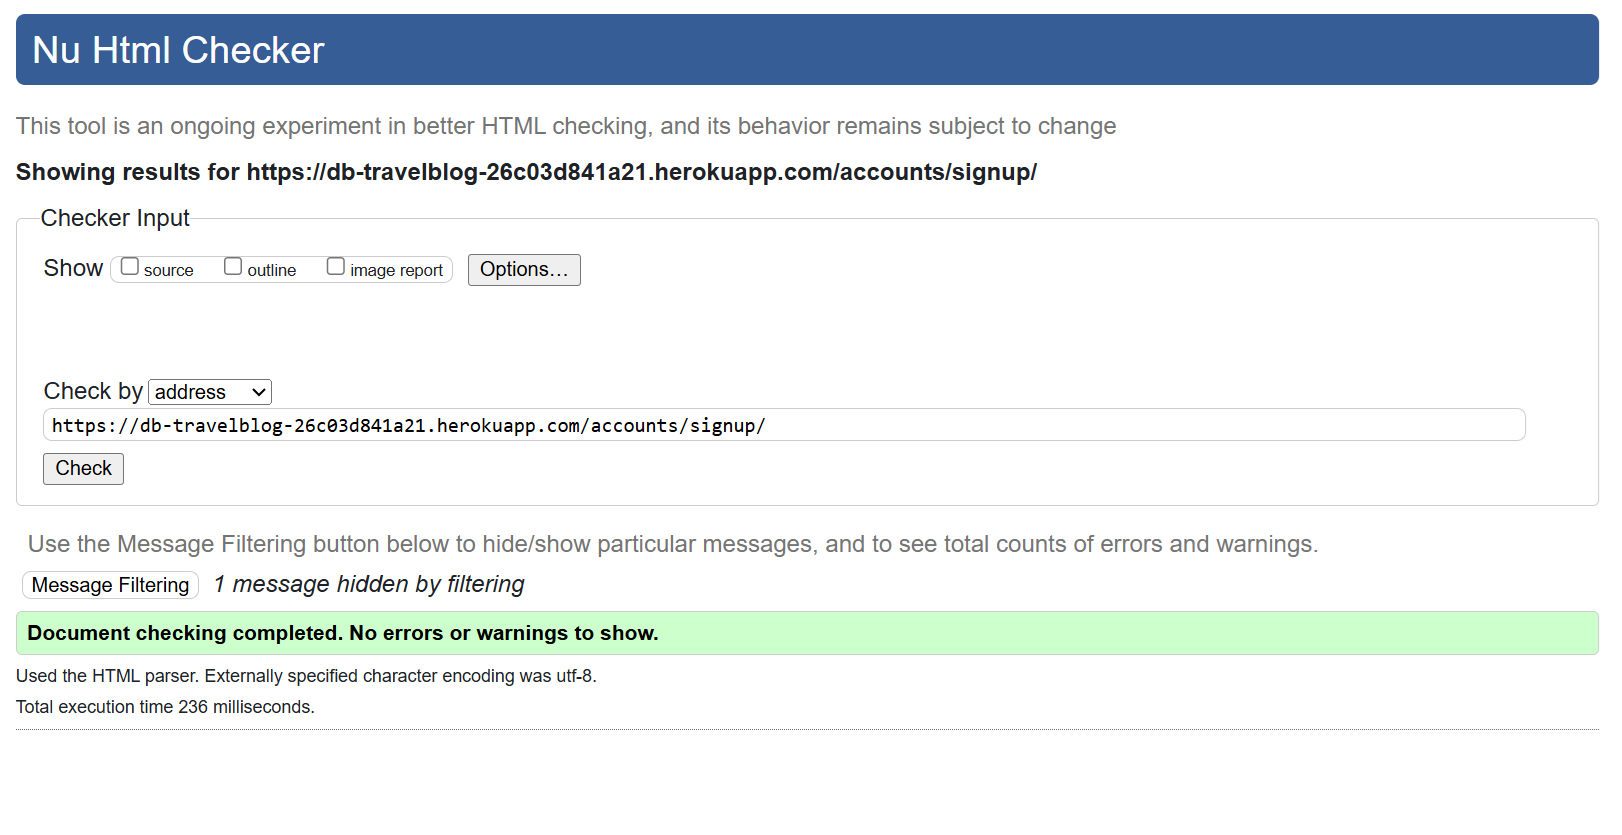 Nu Html Checker
This tool is an ongoing experiment in better HTML checking, and its behavior remains subject to change
Showing results for https://db-travelblog-26c03d841a21.herokuapp.com/accounts/signup/
Checker Input
Show source outline image report Options...
Check by address
https://db-travelblog-26c03d841a21.herokuapp.com/accounts/signup/
Check
Use the Message Filtering button below to hide/show particular messages, and to see total counts of errors and warnings.
Message Filtering 1 message hidden by filtering
Document checking completed. No errors or warnings to show.
Used the HTML parser. Externally specified character encoding was utf-8.
Total execution time 236 milliseconds.